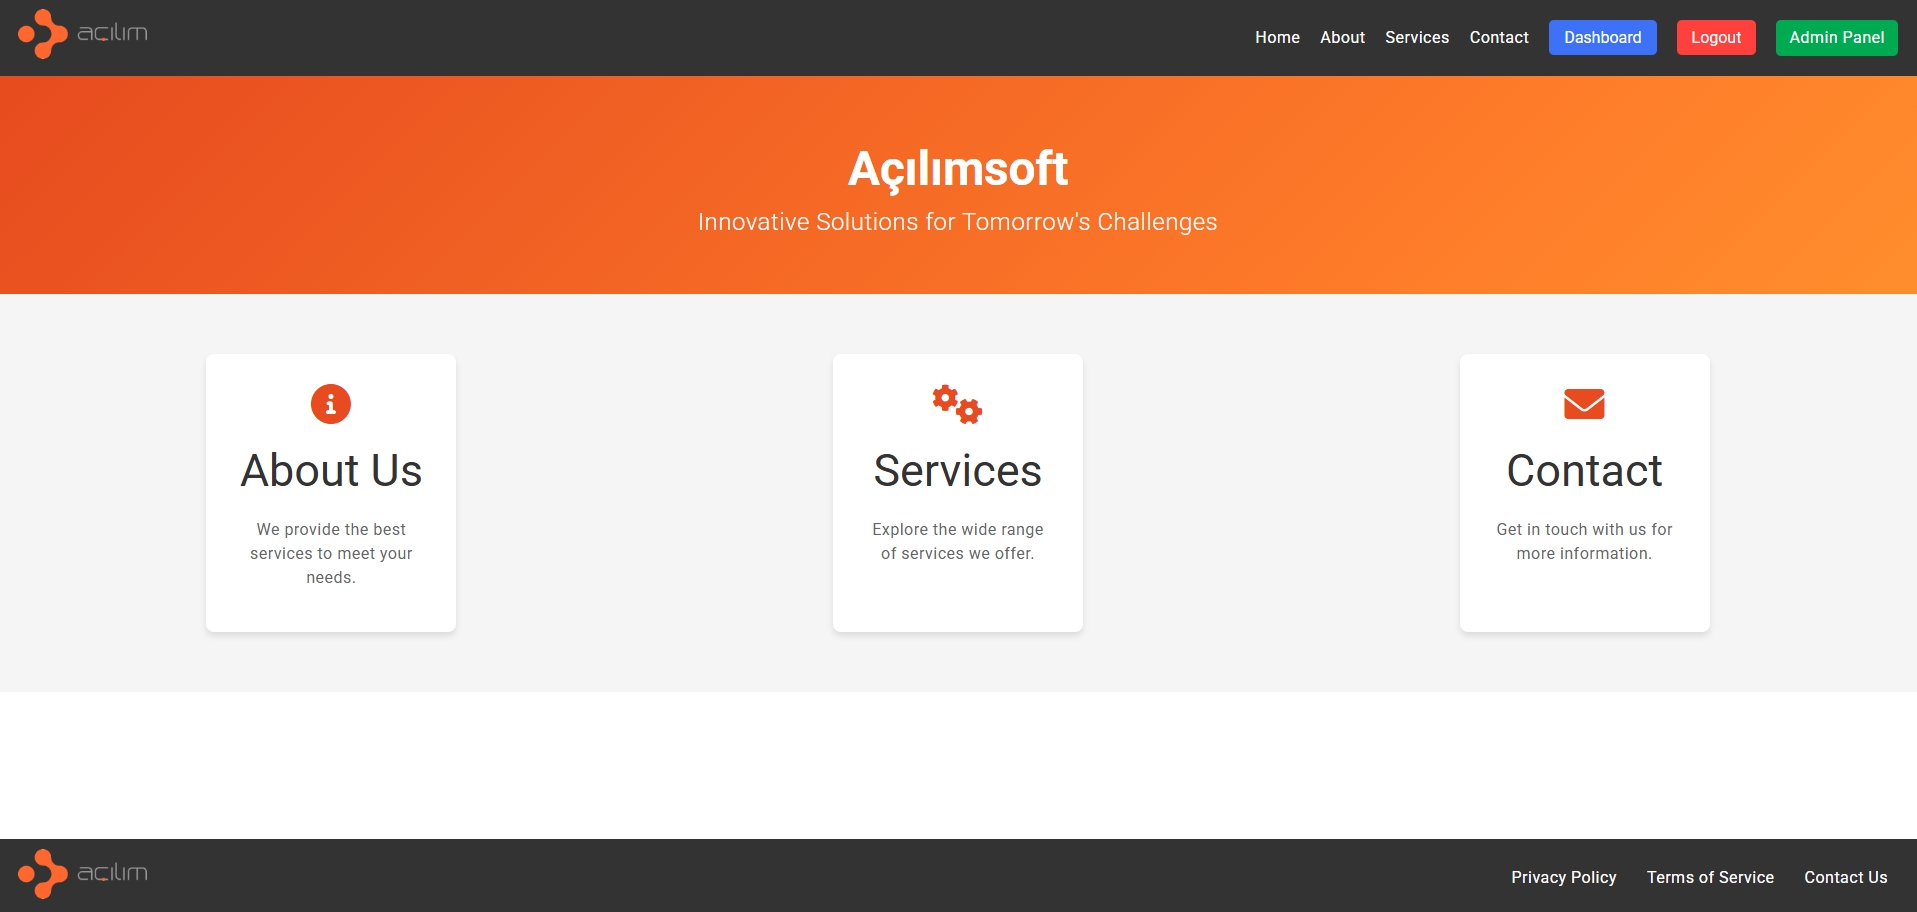 açılım
Home About Services Contact Dashboard Logout Admin Panel
Açılımsoft
Innovative Solutions for Tomorrow's Challenges
About Us
We provide the best
services to meet your
needs.
Services
Explore the wide range
of services we offer.
Contact
Get in touch with us for
more information.
açılım
Privacy Policy Terms of Service Contact Us